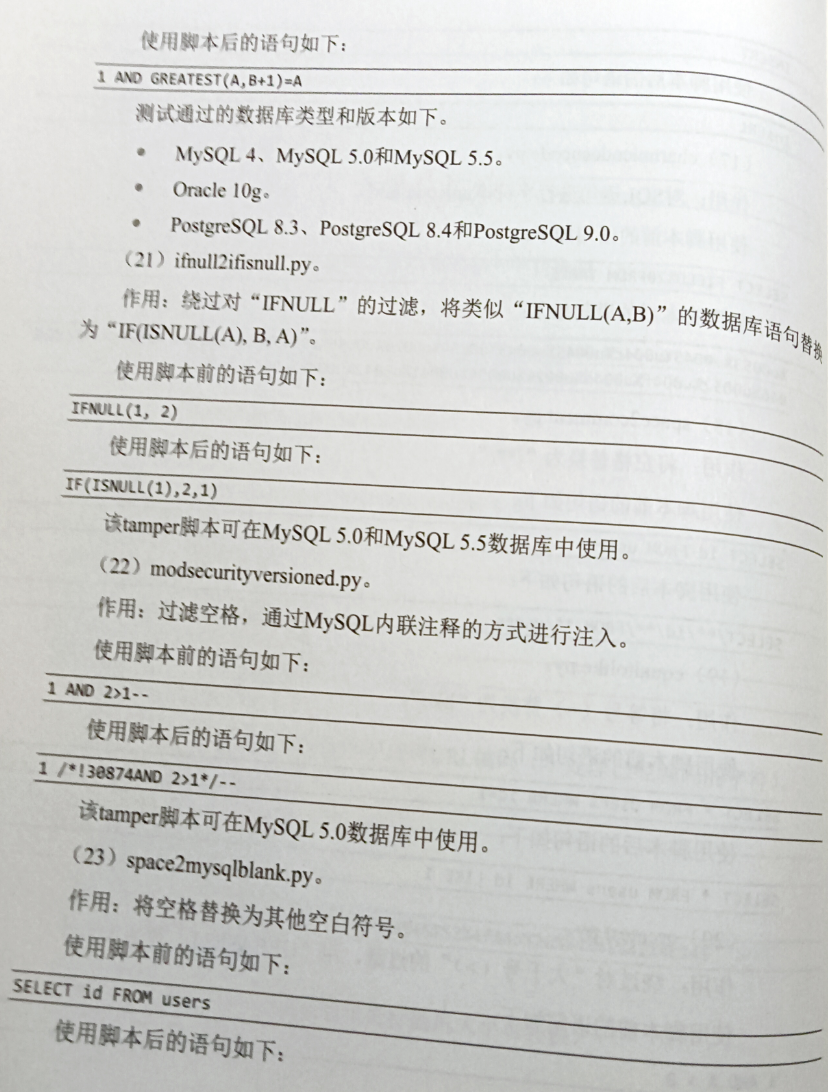 使用脚本后的语句如下：
1 AND GREATEST(A,B+1)=A
测试通过的数据库类型和版本如下。
• MySQL 4、MySQL 5.0和MySQL 5.5。
• Oracle 10g。
• PostgreSQL 8.3、PostgreSQL 8.4和PostgreSQL 9.0。
（21）ifnull2ifisnull.py。
作用：绕过对“IFNULL”的过滤，将类似“IFNULL(A,B)”的数据库语句替换
为“IF(ISNULL(A), B, A)”。
使用脚本前的语句如下：
IFNULL(1, 2)
使用脚本后的语句如下：
IF(ISNULL(1),2,1)
该tamper脚本可在MySQL 5.0和MySQL 5.5数据库中使用。
（22）modsecurityversioned.py。
作用：过滤空格，通过MySQL内联注释的方式进行注入。
使用脚本前的语句如下：
1 AND 2>1--
使用脚本后的语句如下：
1 /*!30874AND 2>1*/--
该tamper脚本可在MySQL 5.0数据库中使用。
（23）space2mysqlblank.py。
作用：将空格替换为其他空白符号。
使用脚本前的语句如下：
SELECT id FROM users
使用脚本后的语句如下：